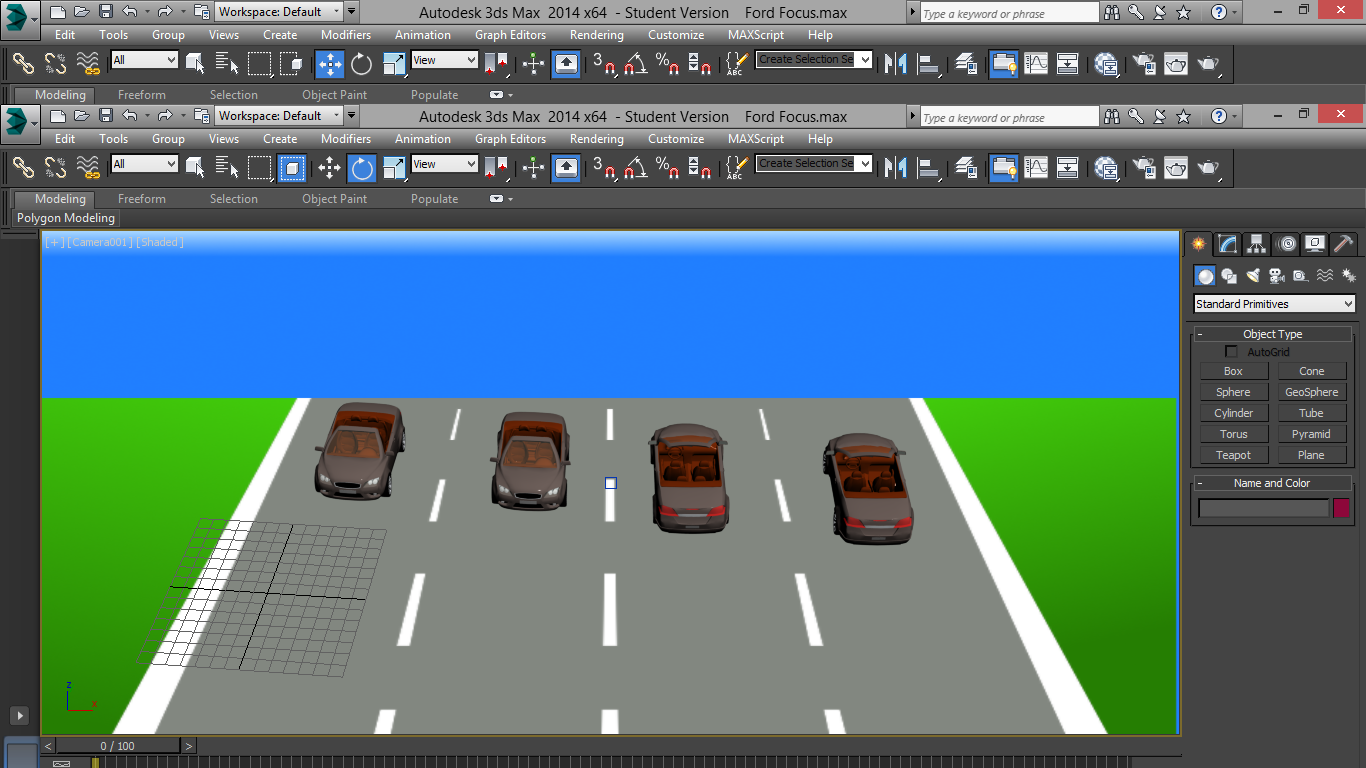 Workspace: Default
Autodesk 3ds Max 2014 x64 - Student Version Ford Focus.max
Type a keyword or phrase
Edit Tools Group Views Create Modifiers Animation Graph Editors Rendering Customize MAXScript Help
All View 3 % ABC Create Selection Se
Modeling Freeform Selection Object Paint Populate
Workspace: Default
Autodesk 3ds Max 2014 x64 - Student Version Ford Focus.max
Type a keyword or phrase
Edit Tools Group Views Create Modifiers Animation Graph Editors Rendering Customize MAXScript Help
All View 3 % ABC Create Selection Se
Modeling Freeform Selection Object Paint Populate
Polygon Modeling
[+] [Camera001] [Shaded]
Standard Primitives
- Object Type
AutoGrid
Box Cone
Sphere GeoSphere
Cylinder Tube
Torus Pyramid
Teapot Plane
- Name and Color
z
x
< 0 / 100 >